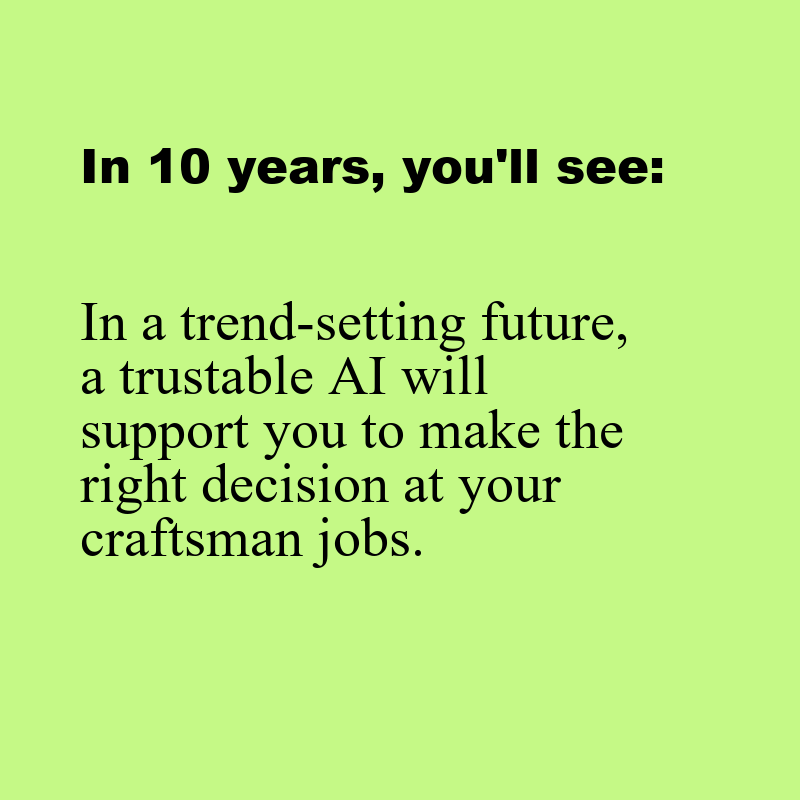 In 10 years, you'll see:
In a trend-setting future,
a trustable AI will
support you to make the
right decision at your
craftsman jobs.